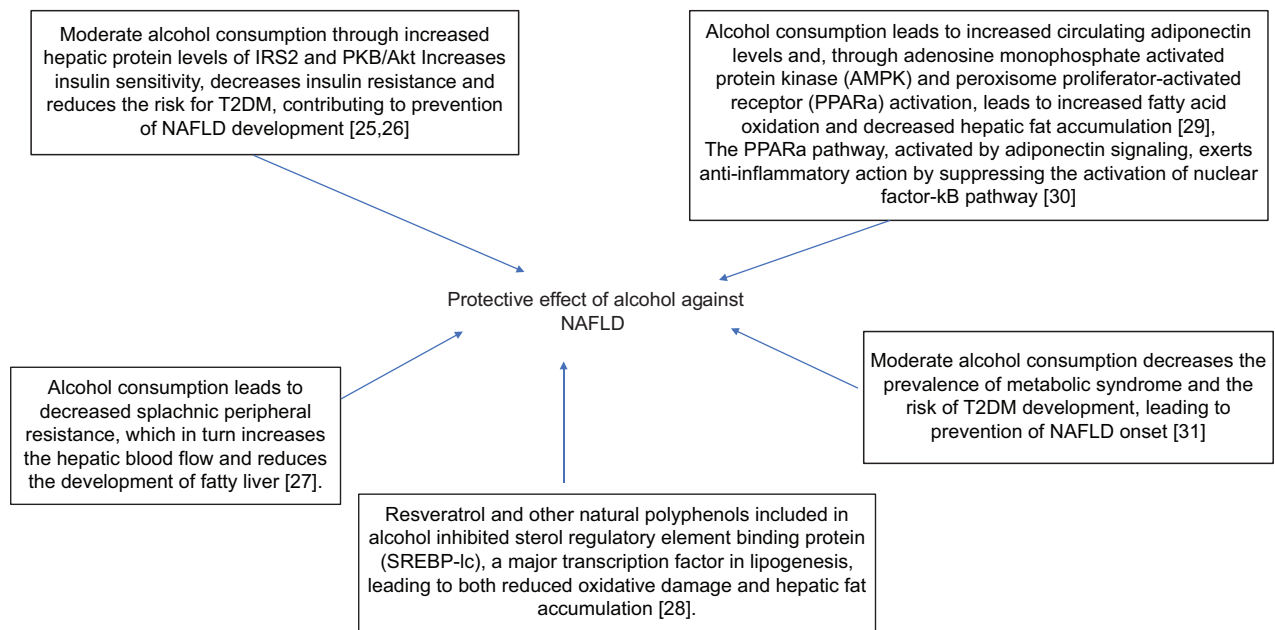 Moderate alcohol consumption through increased
hepatic protein levels of IRS2 and PKB/Akt Increases
insulin sensitivity, decreases insulin resistance and
reduces the risk for T2DM, contributing to prevention
of NAFLD development [25,26]
Alcohol consumption leads to increased circulating adiponectin
levels and, through adenosine monophosphate activated
protein kinase (AMPK) and peroxisome proliferator-activated
receptor (PPARa) activation, leads to increased fatty acid
oxidation and decreased hepatic fat accumulation [29],
The PPARa pathway, activated by adiponectin signaling, exerts
anti-inflammatory action by suppressing the activation of nuclear
factor-kB pathway [30]
Protective effect of alcohol against
NAFLD
Alcohol consumption leads to
decreased splachnic peripheral
resistance, which in turn increases
the hepatic blood flow and reduces
the development of fatty liver [27].
Moderate alcohol consumption decreases the
prevalence of metabolic syndrome and the
risk of T2DM development, leading to
prevention of NAFLD onset [31]
Resveratrol and other natural polyphenols included in
alcohol inhibited sterol regulatory element binding protein
(SREBP-lc), a major transcription factor in lipogenesis,
leading to both reduced oxidative damage and hepatic fat
accumulation [28].